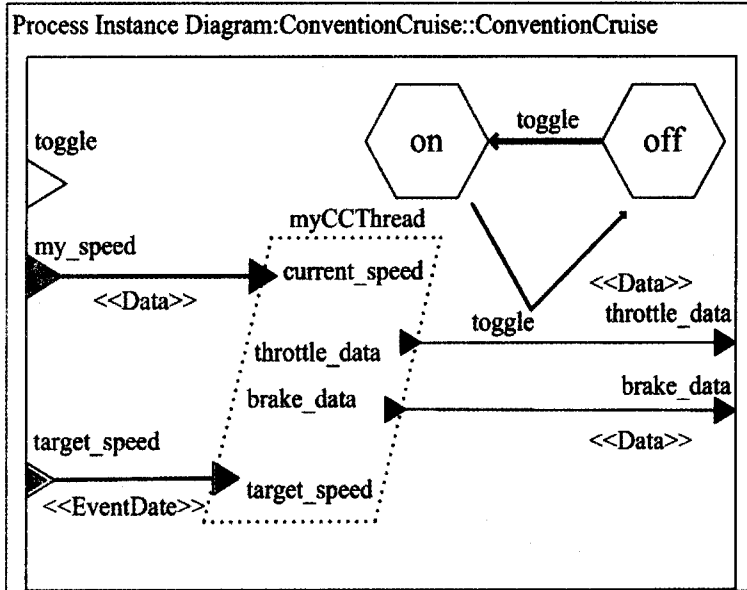 Process Instance Diagram:ConventionCruise::ConventionCruise
toggle
on
toggle
off
myCCThread
my_speed
current_speed
<<Data>>
<<Data>>
toggle
throttle_data
throttle_data
brake_data
brake_data
<<Data>>
target_speed
target_speed
<<EventDate>>